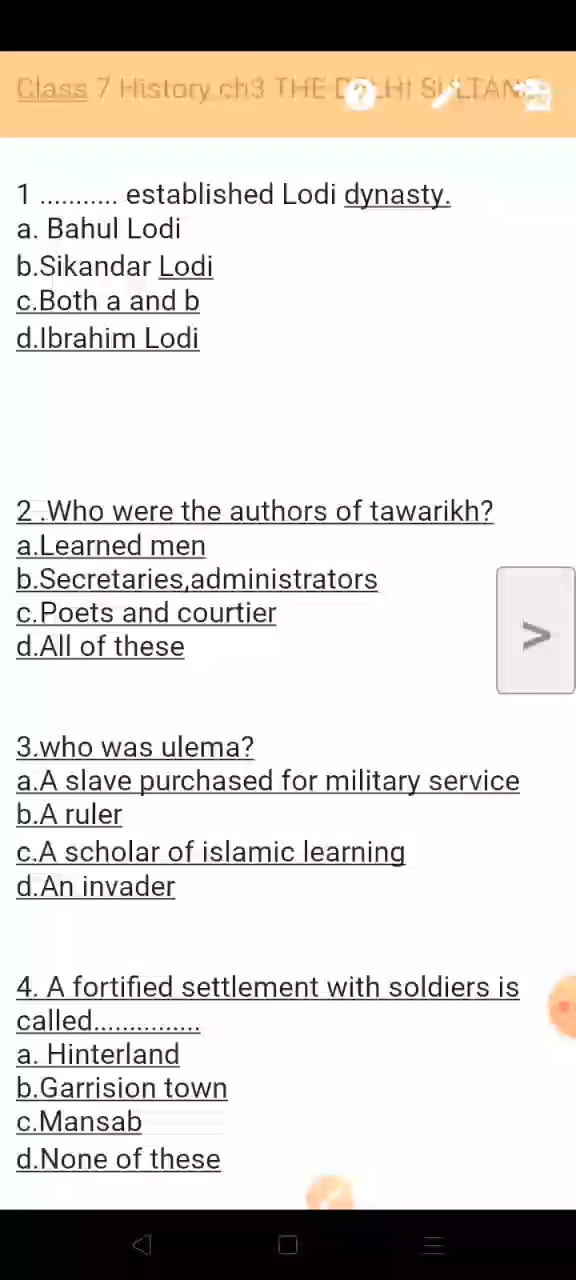 Class 7 History ch3 THE DELHI SULTAN
1 ........... established Lodi dynasty.
a. Bahul Lodi
b.Sikandar Lodi
c.Both a and b
d.Ibrahim Lodi
2 .Who were the authors of tawarikh?
a.Learned men
b.Secretaries,administrators
c.Poets and courtier
d.All of these
>
3.who was ulema?
a.A slave purchased for military service
b.A ruler
c.A scholar of islamic learning
d.An invader
4. A fortified settlement with soldiers is
called...............
a. Hinterland
b.Garrision town
c.Mansab
d.None of these